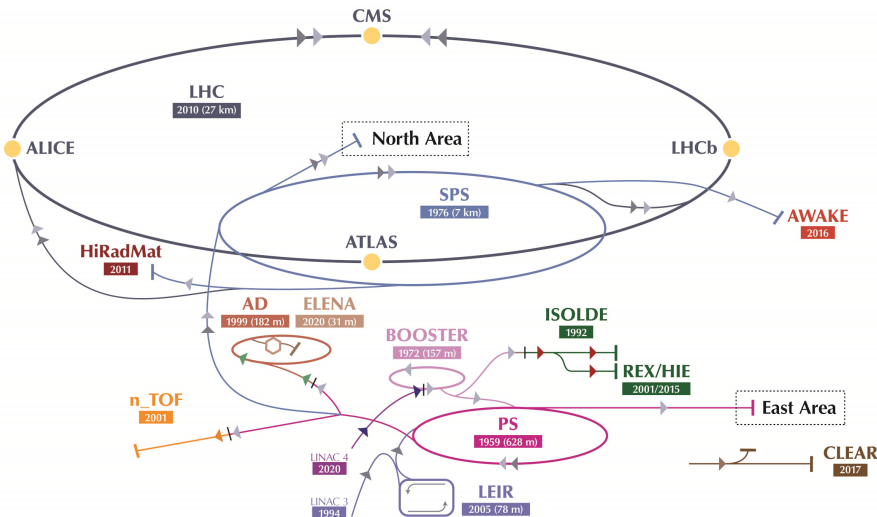 CMS
LHC
2010 (27 km)
North Area
ALICE
LHCb
SPS
1976 (7 km)
AWAKE
2016
ATLAS
HiRadMat
2011
AD
1999 (182 m)
ELENA
2020 (31 m)
ISOLDE
1992
BOOSTER
1972 (157 m)
REX/HIE
2001/2015
n_TOF
2001
East Area
PS
1959 (628 m)
LINAC 4
2020
CLEAR
2017
LINAC 3
1994
LEIR
2005 (78 m)